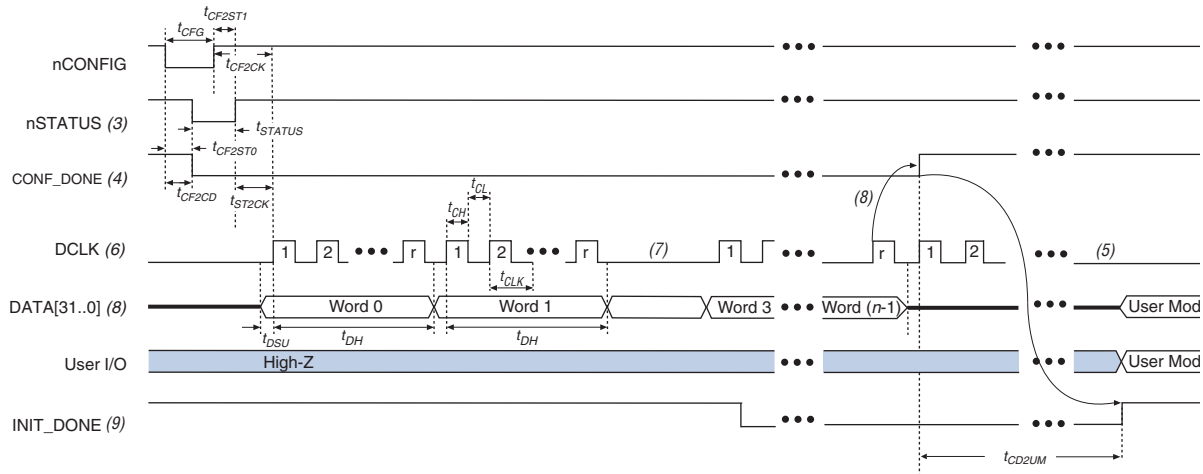 tCF2ST1
tCFG
nCONFIG
tCF2CK
nSTATUS (3)
tSTATUS
tCF2ST0
CONF_DONE (4)
tCF2CD
tST2CK
tCL
tCH
(8)
DCLK (6)
1 2 r 1 2 r (7) 1 r 1 2 (5)
tCLK
DATA[31..0] (8)
Word 0 Word 1 Word 3 Word (n-1) User Mod
tDSU
tDH
tDH
User I/O
High-Z
User Mod
INIT_DONE (9)
tCD2UM